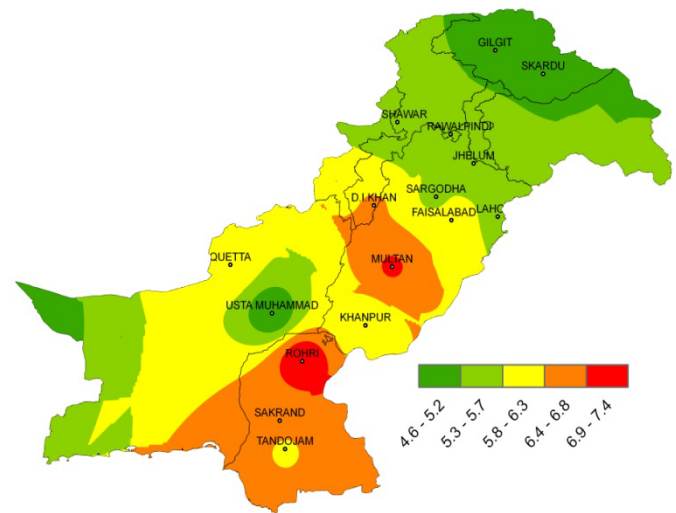 GILGIT
SKARDU
SHAWAR
RAWALPINDI
JHELUM
SARGODHA
D.I.KHAN
FAISALABAD
LAHO
QUETTA
MULTAN
USTA MUHAMMAD
KHANPUR
ROHRI
SAKRAND
TANDOJAM
4.6 - 5.2
5.3 - 5.7
5.8 - 6.3
6.4 - 6.8
6.9 - 7.4